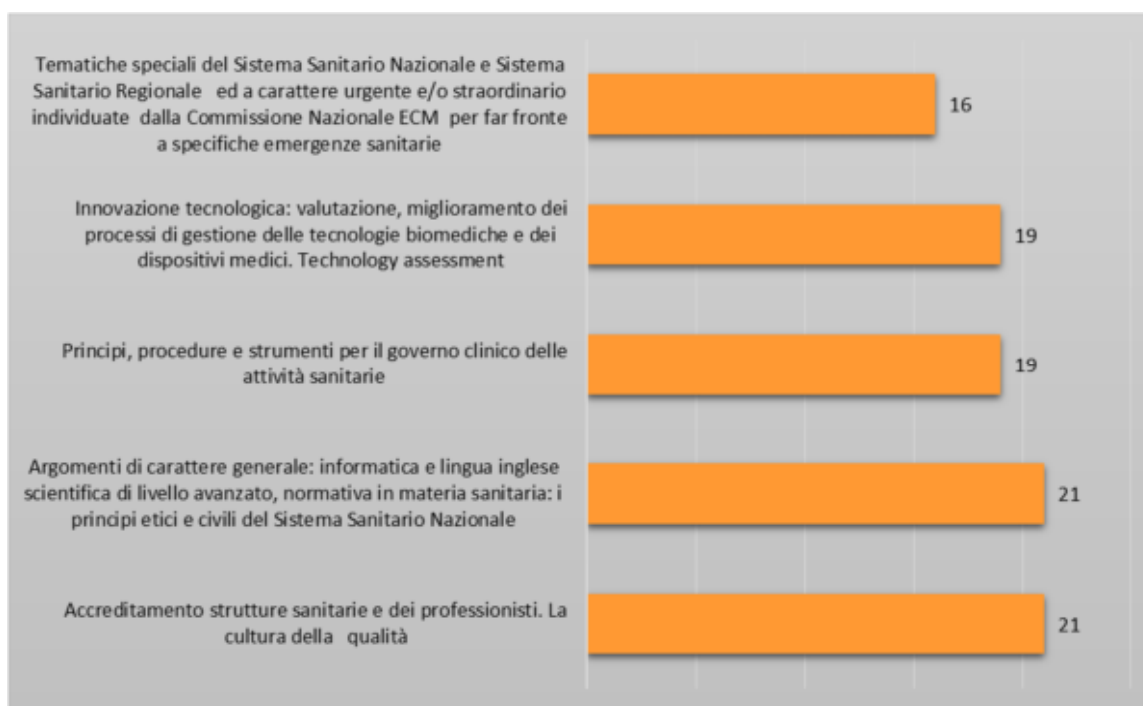 Tematiche speciali del Sistema Sanitario Nazionale e Sistema
Sanitario Regionale ed a carattere urgente e/o straordinario
individuate dalla Commissione Nazionale ECM per far fronte
a specifiche emergenze sanitarie
16
Innovazione tecnologica: valutazione, miglioramento dei
processi di gestione delle tecnologie biomediche e dei
dispositivi medici. Technology assessment
19
Principi, procedure e strumenti per il governo clinico delle
attività sanitarie
19
Argomenti di carattere generale: informatica e lingua inglese
scientifica di livello avanzato, normativa in materia sanitaria: i
principi etici e civili del Sistema Sanitario Nazionale
21
Accreditamento strutture sanitarie e dei professionisti. La
cultura della qualità
21